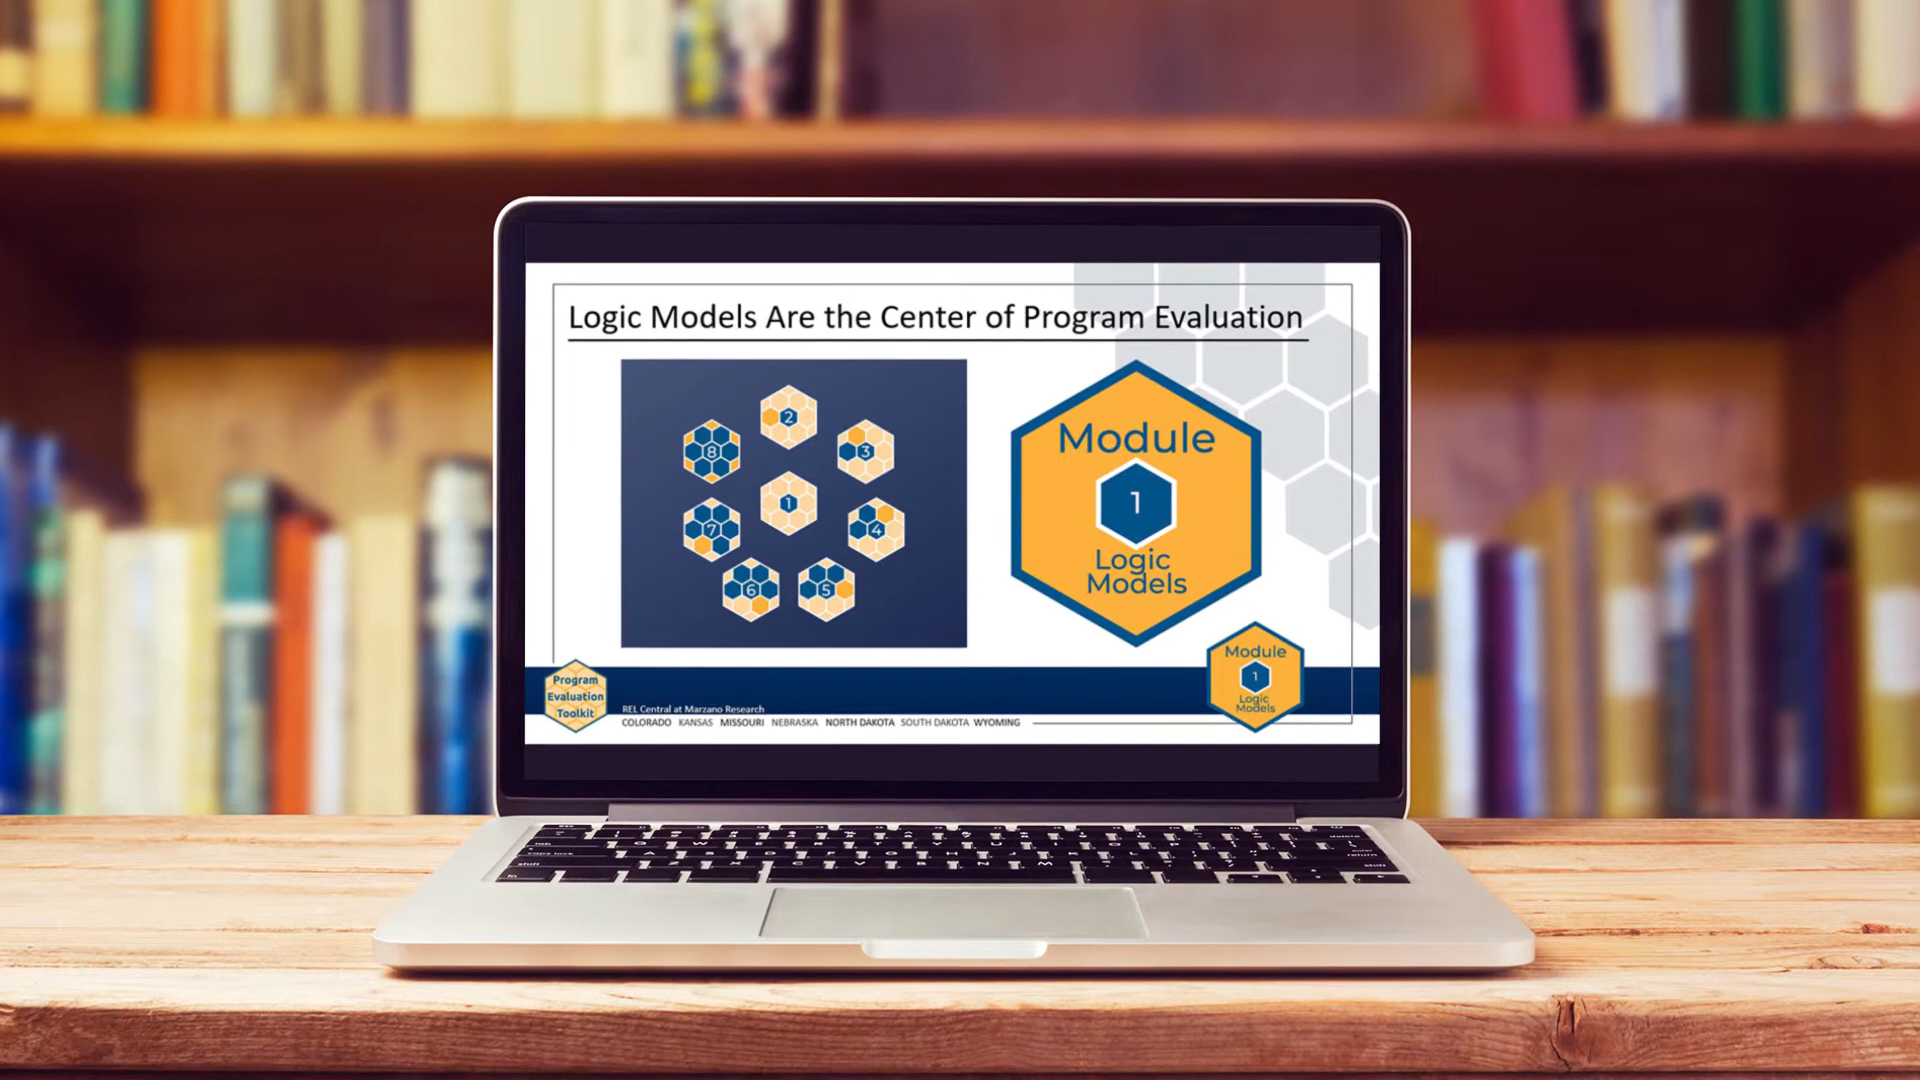 Logic Models Are the Center of Program Evaluation
2
8
3
1
7
4
6
5
Module
1
Logic
Models
Program
Evaluation
Toolkit
REL Central at Marzano Research
COLORADO KANSAS MISSOURI NEBRASKA NORTH DAKOTA SOUTH DAKOTA WYOMING
Module
1
Logic
Models